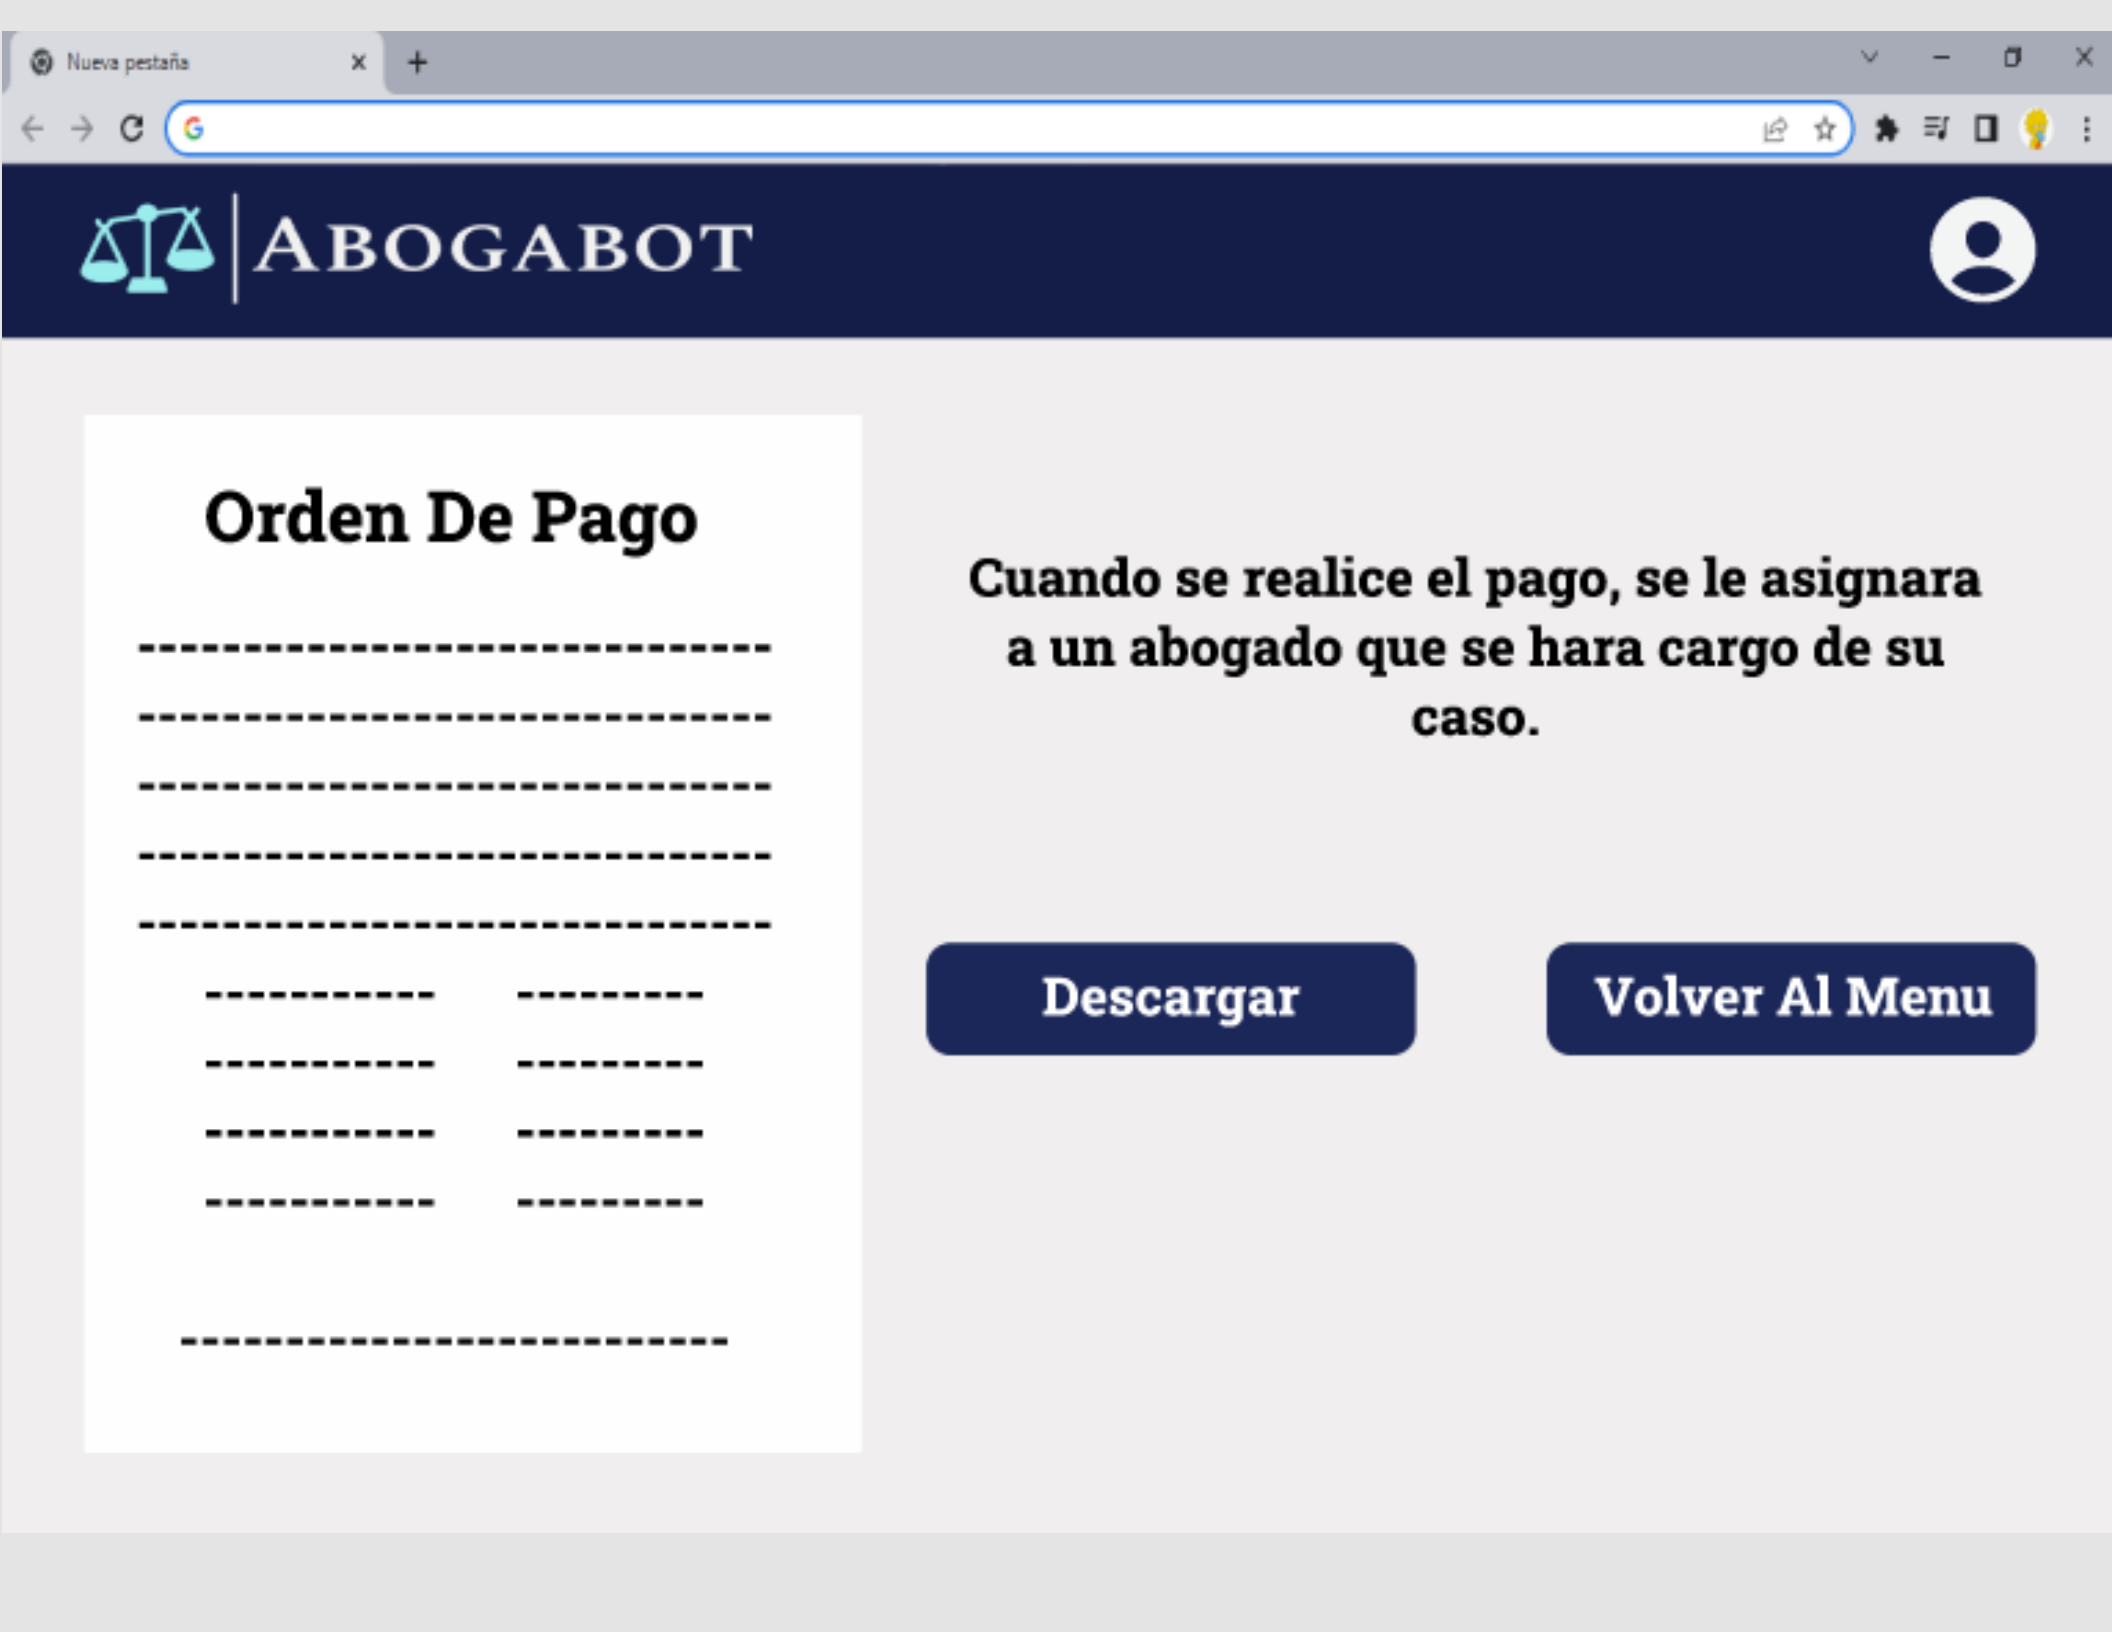 Nueva pestaña
ABOGABOT
Orden De Pago
------------------------------
------------------------------
------------------------------
------------------------------
------------------------------
----------- ---------
----------- ---------
----------- ---------
----------- ---------
--------------------------
Cuando se realice el pago, se le asignara
a un abogado que se hara cargo de su
caso.
Descargar
Volver Al Menu